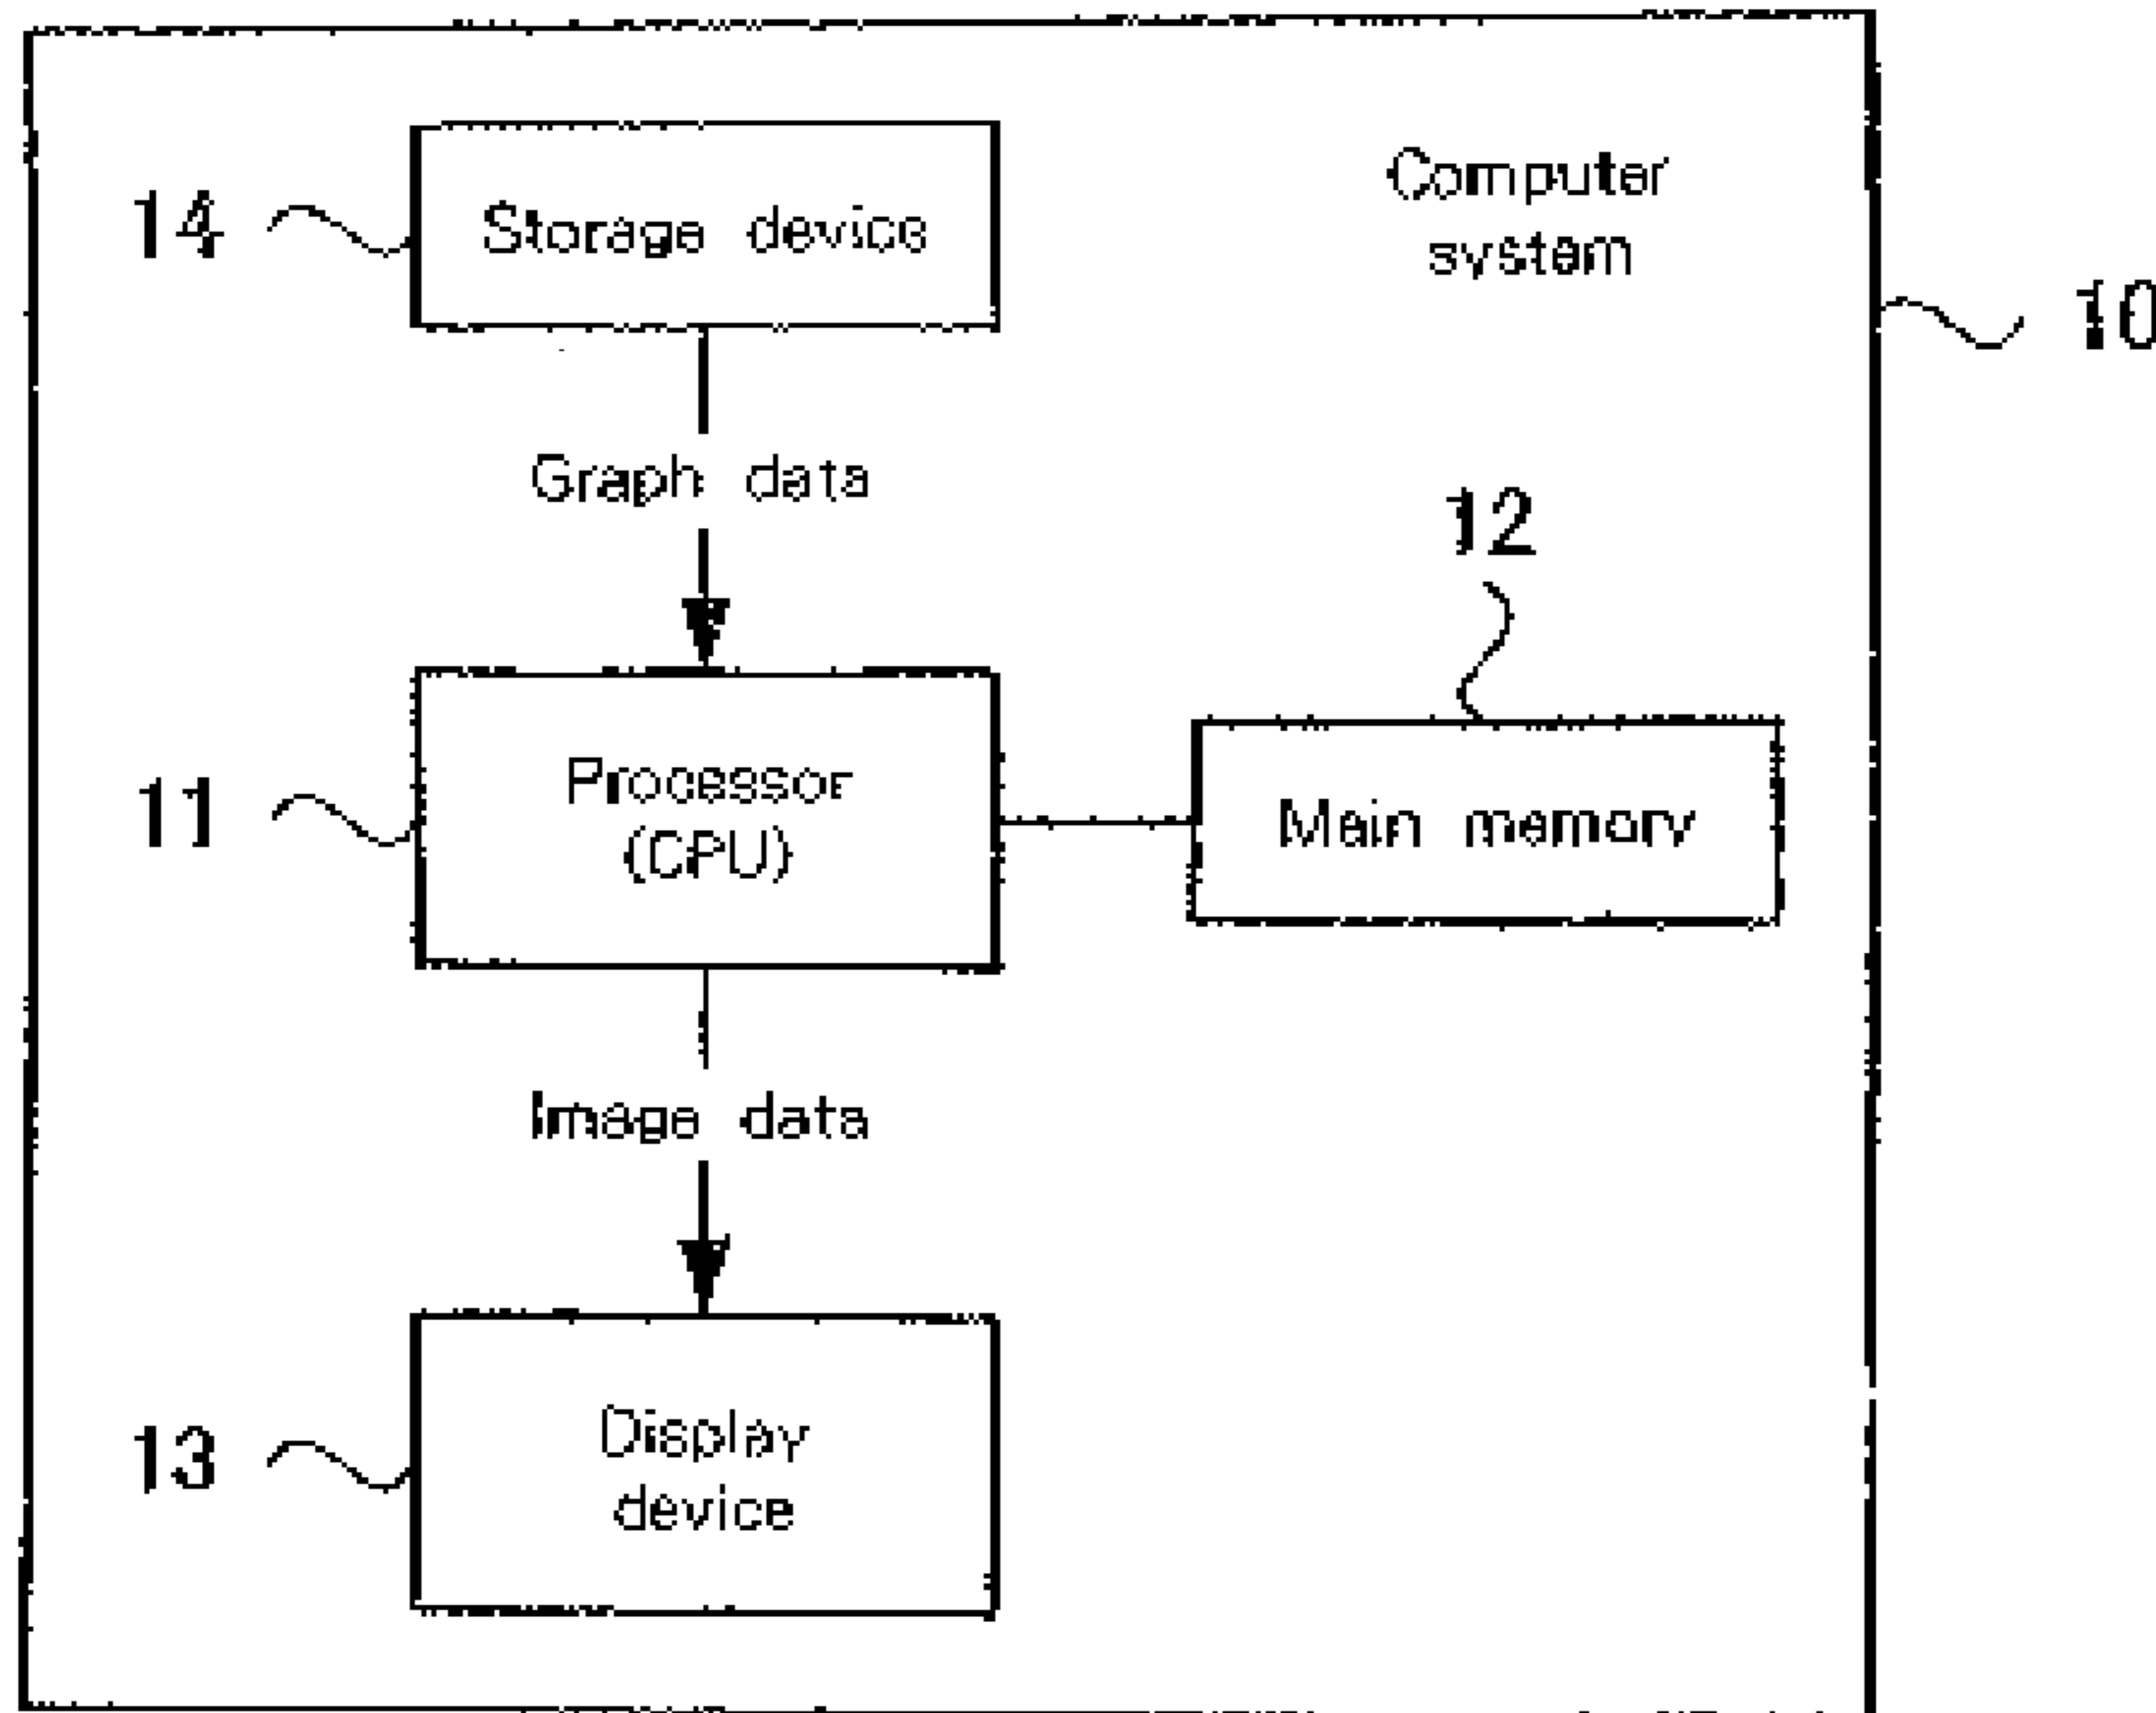 14
Storage device
Computer
system
10
Graph data
12
11
Processor
(CPU)
Main memory
Image data
13
Display
device